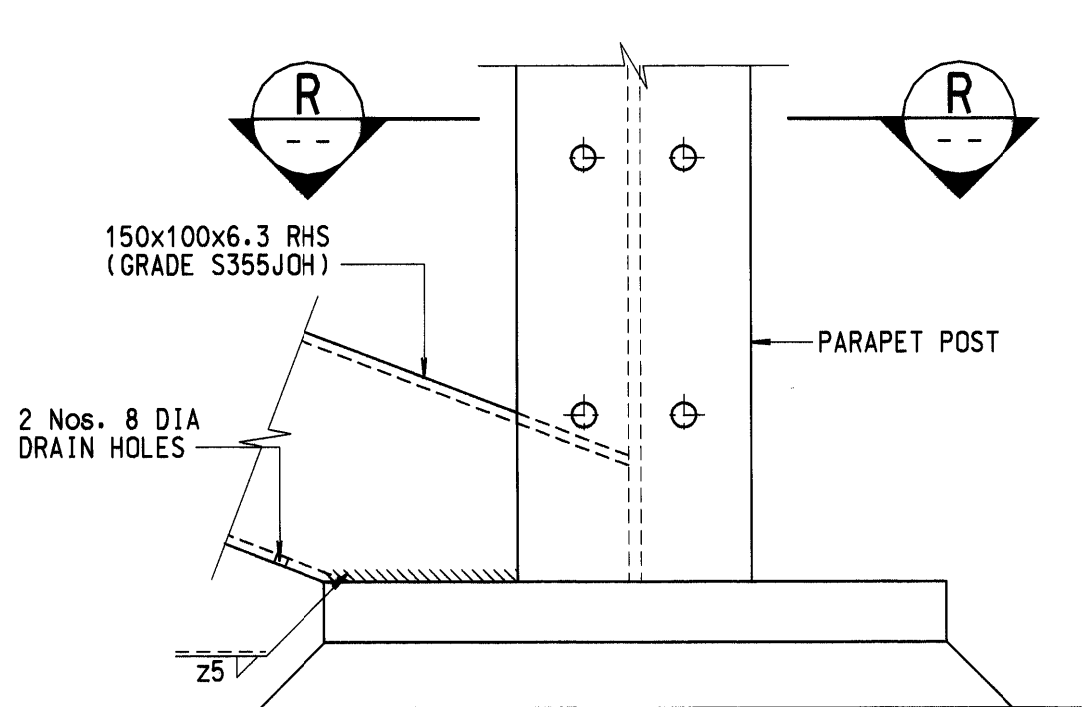 R
- -
R
- -
150x100x6.3 RHS
(GRADE S355J0H)
PARAPET POST
2 Nos. 8 DIA
DRAIN HOLES
z5